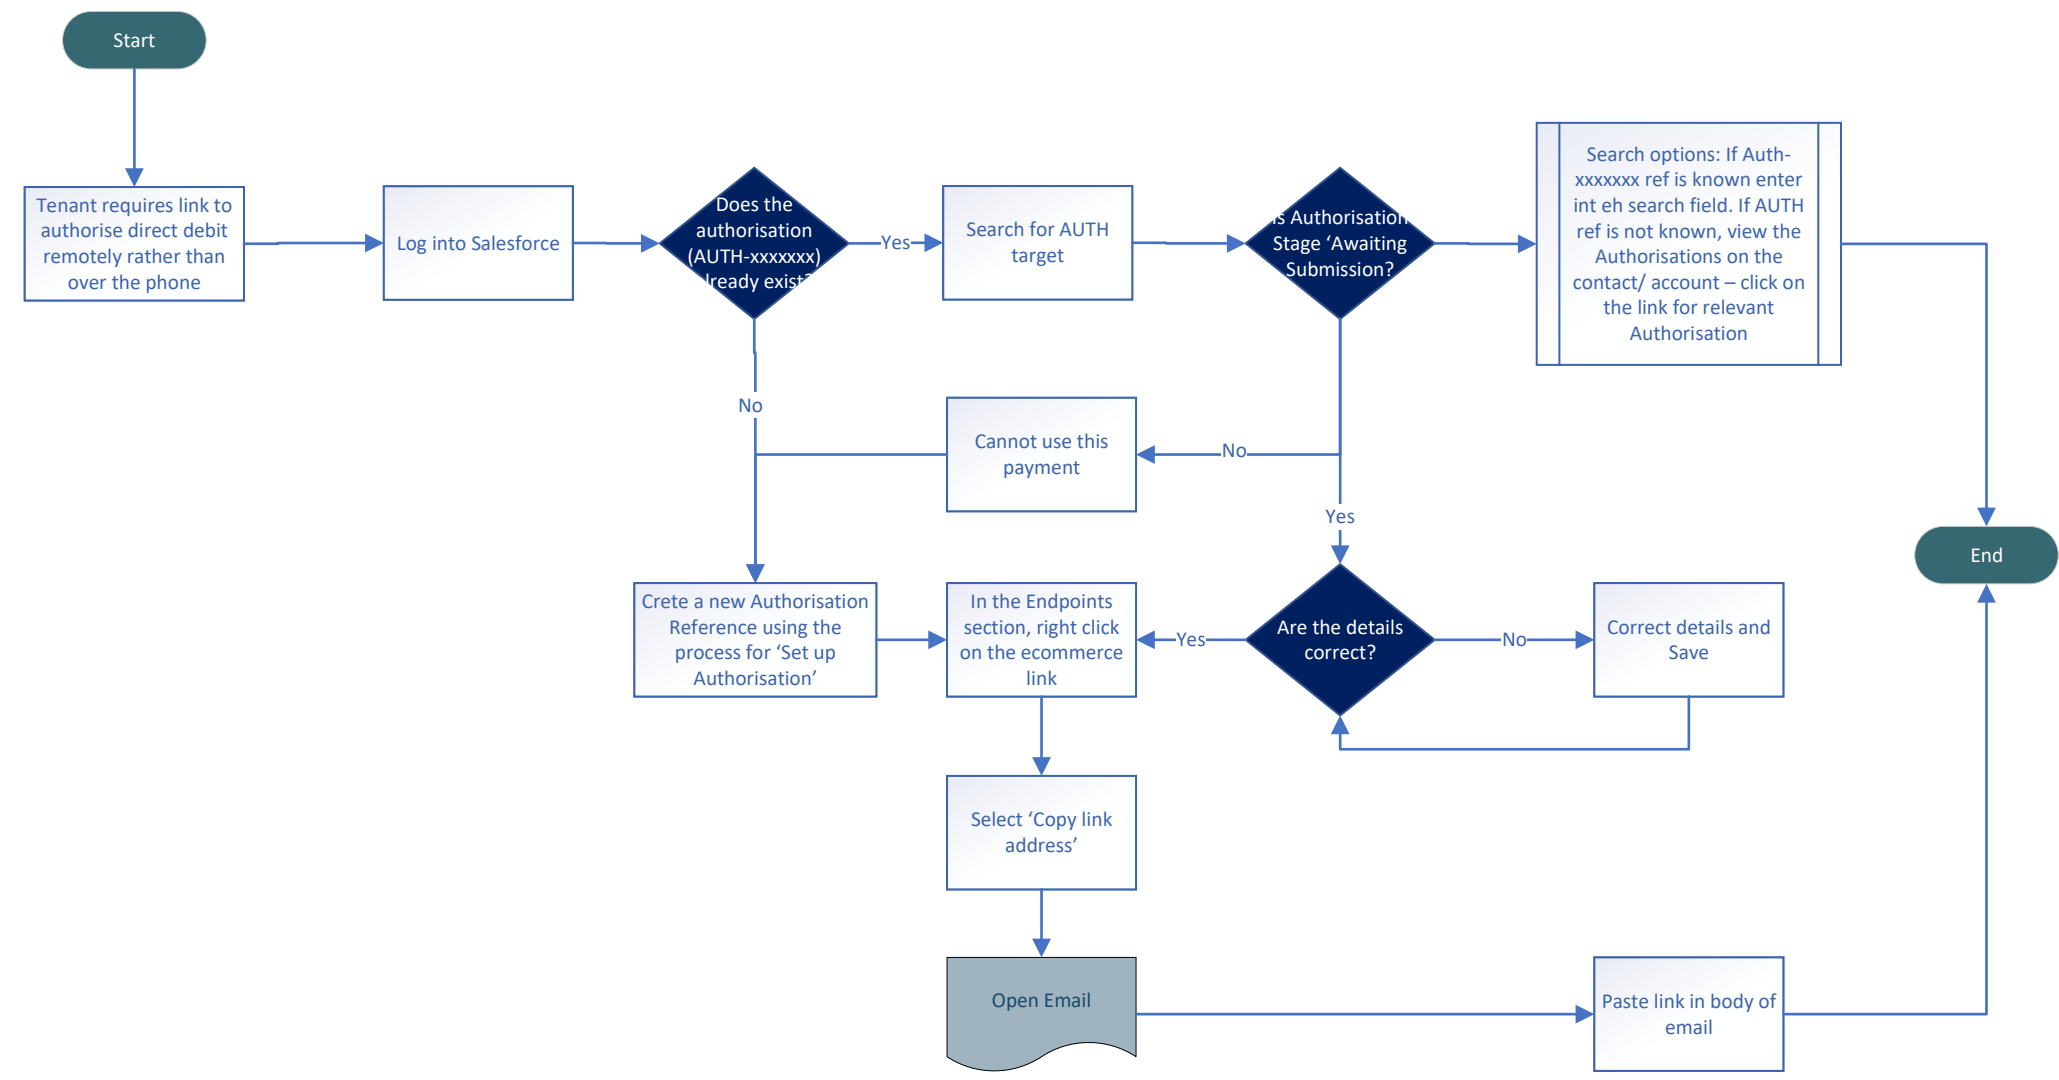 Start
Tenant requires link to
authorise direct debit
remotely rather than
over the phone
Log into Salesforce
Does the
authorisation
(AUTH-xxxxxxx)
lready exist?
Yes
No
Search for AUTH
target
s Authorisation
Stage ‘Awaiting
Submission?
Search options: If Auth-
xxxxxxx ref is known enter
int eh search field. If AUTH
ref is not known, view the
Authorisations on the
contact/ account – click on
the link for relevant
Authorisation
Cannot use this
payment
No
Yes
End
Crete a new Authorisation
Reference using the
process for ‘Set up
Authorisation’
In the Endpoints
section, right click
on the ecommerce
link
Yes
Are the details
correct?
No
Correct details and
Save
Select ‘Copy link
address’
Open Email
Paste link in body of
email